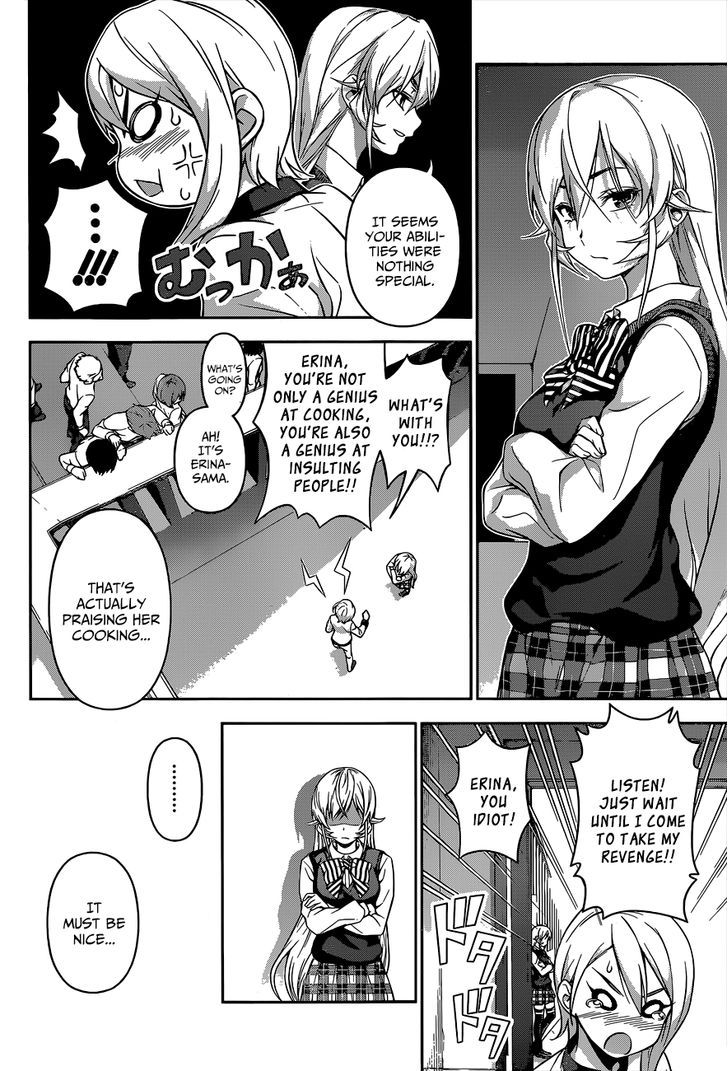 IT SEEMS
YOUR ABILI-
TIES WERE
NOTHING
SPECIAL.
...
!!!!
むっかぁ
WHAT'S
WITH
YOU!!?
ERINA,
YOU'RE NOT
ONLY A GENIUS
AT COOKING,
YOU'RE ALSO
A GENIUS AT
INSULTING
PEOPLE!!
WHAT'S
GOING
ON?
AH!
IT'S
ERINA-
SAMA.
THAT'S
ACTUALLY
PRAISING HER
COOKING...
LISTEN!
JUST WAIT
UNTIL I COME
TO TAKE MY
REVENGE!!
ERINA,
YOU
IDIOT!
ドタ
ドタ
.......
IT
MUST BE
NICE...